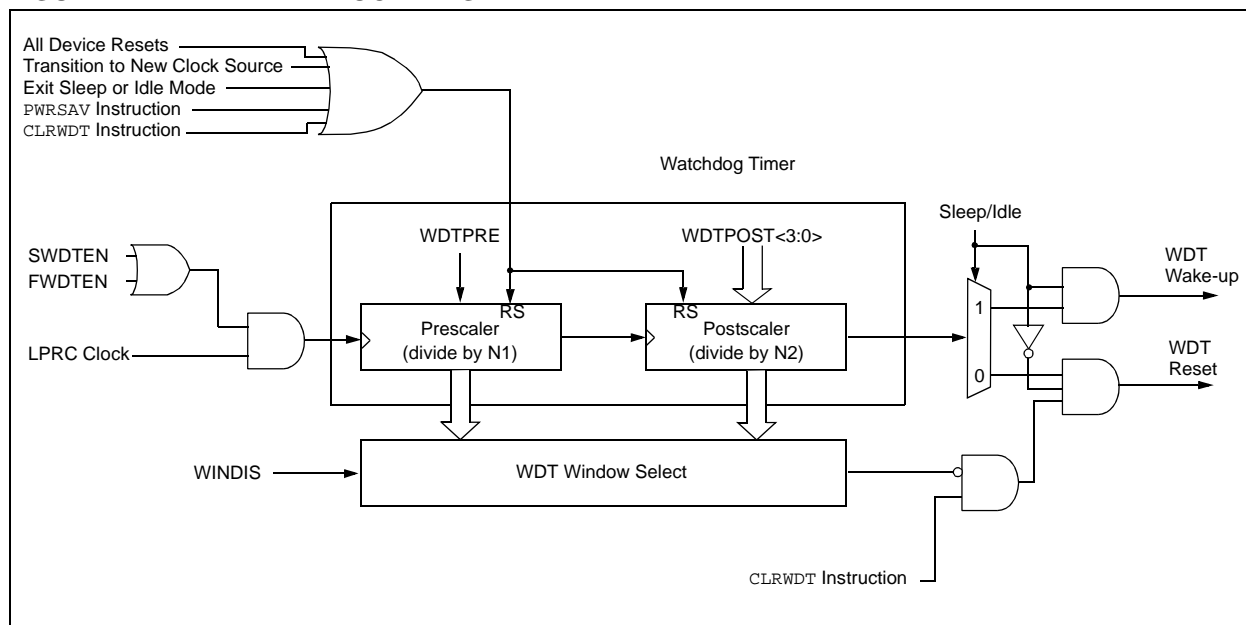 All Device Resets
Transition to New Clock Source
Exit Sleep or Idle Mode
PWRSAV Instruction
CLRWDT Instruction
Watchdog Timer
Sleep/Idle
WDTPRE
WDTPOST<3:0>
SWDTEN
FWDTEN
WDT
Wake-up
RS
RS
1
Prescaler
(divide by N1)
Postscaler
(divide by N2)
LPRC Clock
WDT
Reset
0
WINDIS
WDT Window Select
CLRWDT Instruction